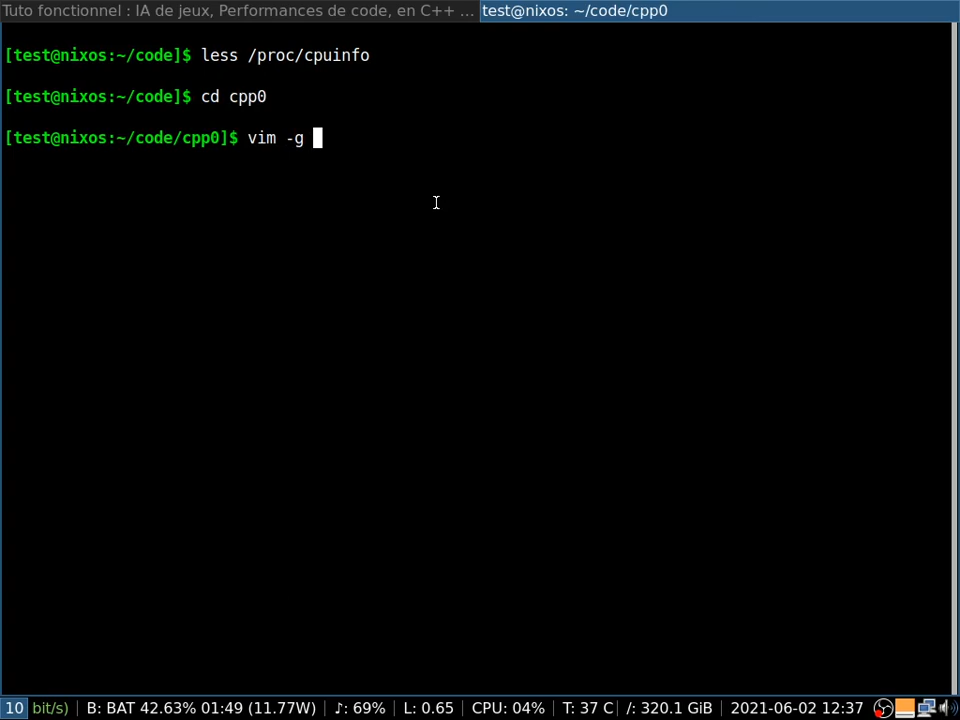 Tuto fonctionnel : IA de jeux, Performances de code, en C++ ... test@nixos: ~/code/cpp0
[test@nixos:~/code]$ less /proc/cpuinfo
[test@nixos:~/code]$ cd cpp0
[test@nixos:~/code/cpp0]$ vim -g
10 bit/s) | B: BAT 42.63% 01:49 (11.77W) | ♪: 69% | L: 0.65 | CPU: 04% | T: 37 C | /: 320.1 GiB | 2021-06-02 12:37